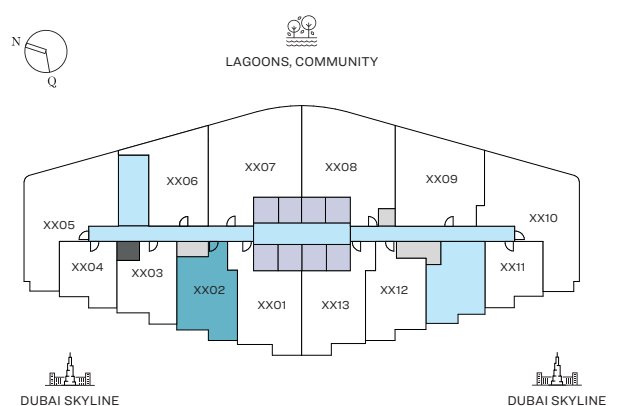 N
Q
LAGOONS, COMMUNITY
XX07
XX08
XX06
XX09
XX05
XX10
XX04
XX03
XX11
XX02
XX12
XX01
XX13
DUBAI SKYLINE
DUBAI SKYLINE